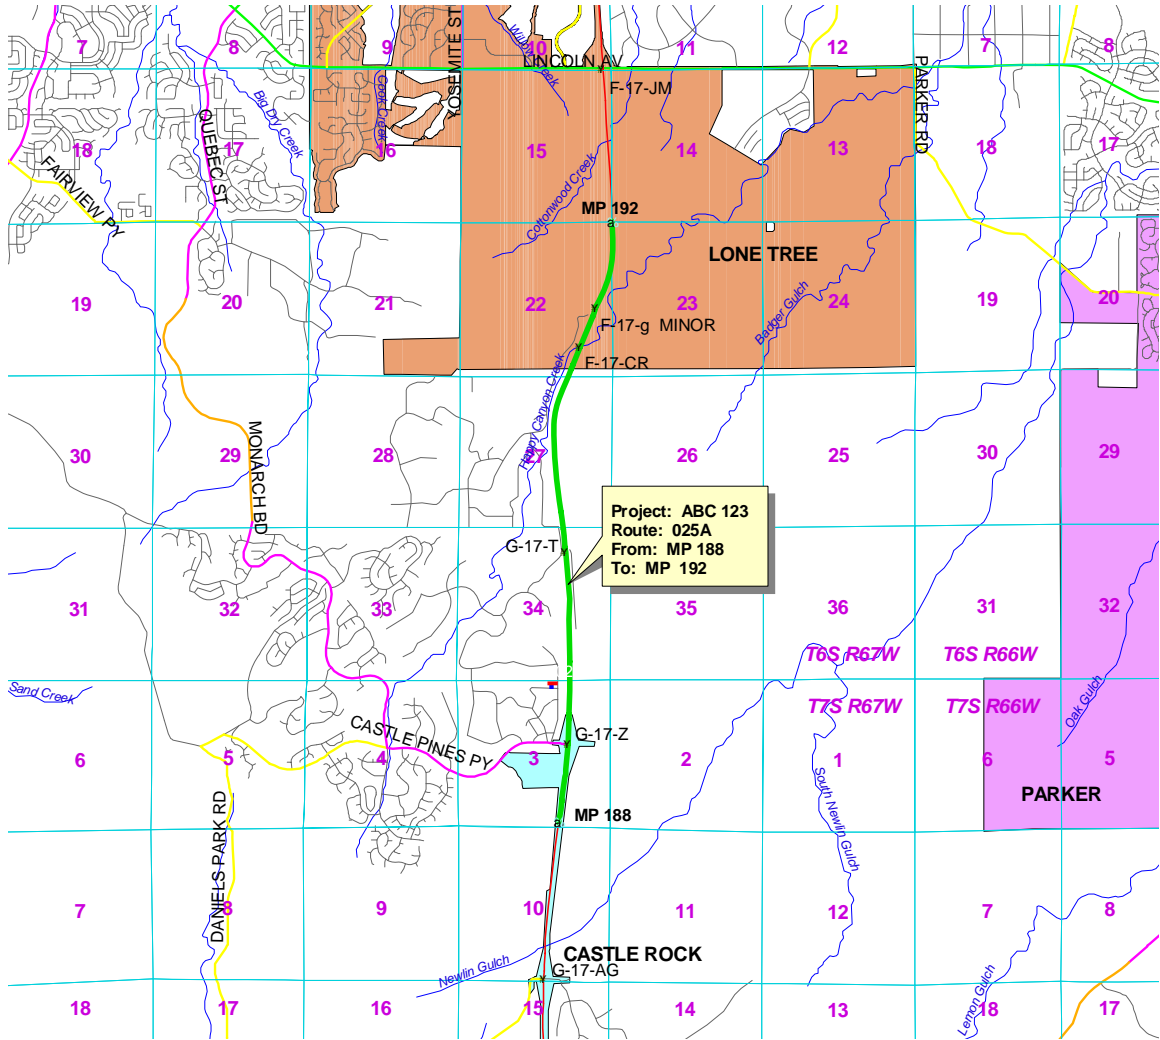 7
8
9
10
11
12
7
8
LINCOLN AV
YOSEMITE ST
Willow Creek
F-17-JM
PARKER RD
Cook Creek
Big Dry Creek
QUEBEC ST
18
17
16
15
14
13
18
17
FAIRVIEW PY
Cottonwood Creek
MP 192
a
LONE TREE
19
20
21
22
23
24
19
20
Y
F-17-g MINOR
Badger Gulch
Y
F-17-CR
Happy Canyon Creek
MONARCH BD
30
29
28
27
26
25
30
29
Project: ABC 123
Route: 025A
From: MP 188
To: MP 192
G-17-T
Y
31
32
33
34
35
36
31
32
T6S R67W
T6S R66W
Sand Creek
T7S R67W
T7S R66W
Oak Gulch
CASTLE PINES PY
G-17-Z
Y
6
5
4
3
2
1
6
5
South Newlin Gulch
PARKER
DANIELS PARK RD
MP 188
a
7
8
9
10
11
12
7
8
CASTLE ROCK
Newlin Gulch
G-17-AG
Y
Lemon Gulch
18
17
16
15
14
13
18
17